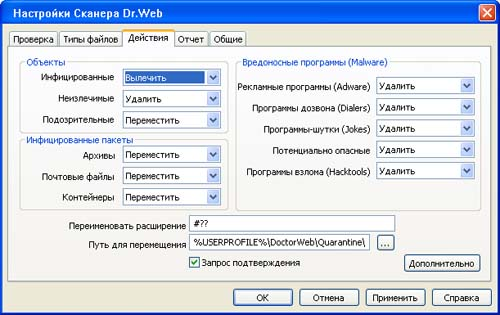 Настройки Сканера Dr.Web
Проверка Типы файлов Действия Отчет Общие
Объекты
Инфицированные Вылечить
Неизлечимые Удалить
Подозрительные Переместить
Инфицированные пакеты
Архивы Переместить
Почтовые файлы Переместить
Контейнеры Переместить
Вредоносные программы (Malware)
Рекламные программы (Adware) Удалить
Программы дозвона (Dialers) Удалить
Программы-шутки (Jokes) Удалить
Потенциально опасные Удалить
Программы взлома (Hacktools) Удалить
Переименовать расширение #??
Путь для перемещения %USERPROFILE%\DoctorWeb\Quarantine\ ...
Запрос подтверждения
Дополнительно
ОК Отмена Применить Справка